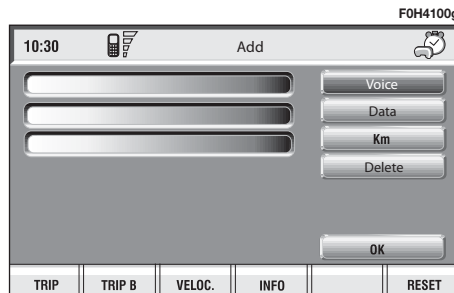 F0H4100g
10:30 Add
Voice
Data
Km
Delete
OK
TRIP TRIP B VELOC. INFO RESET